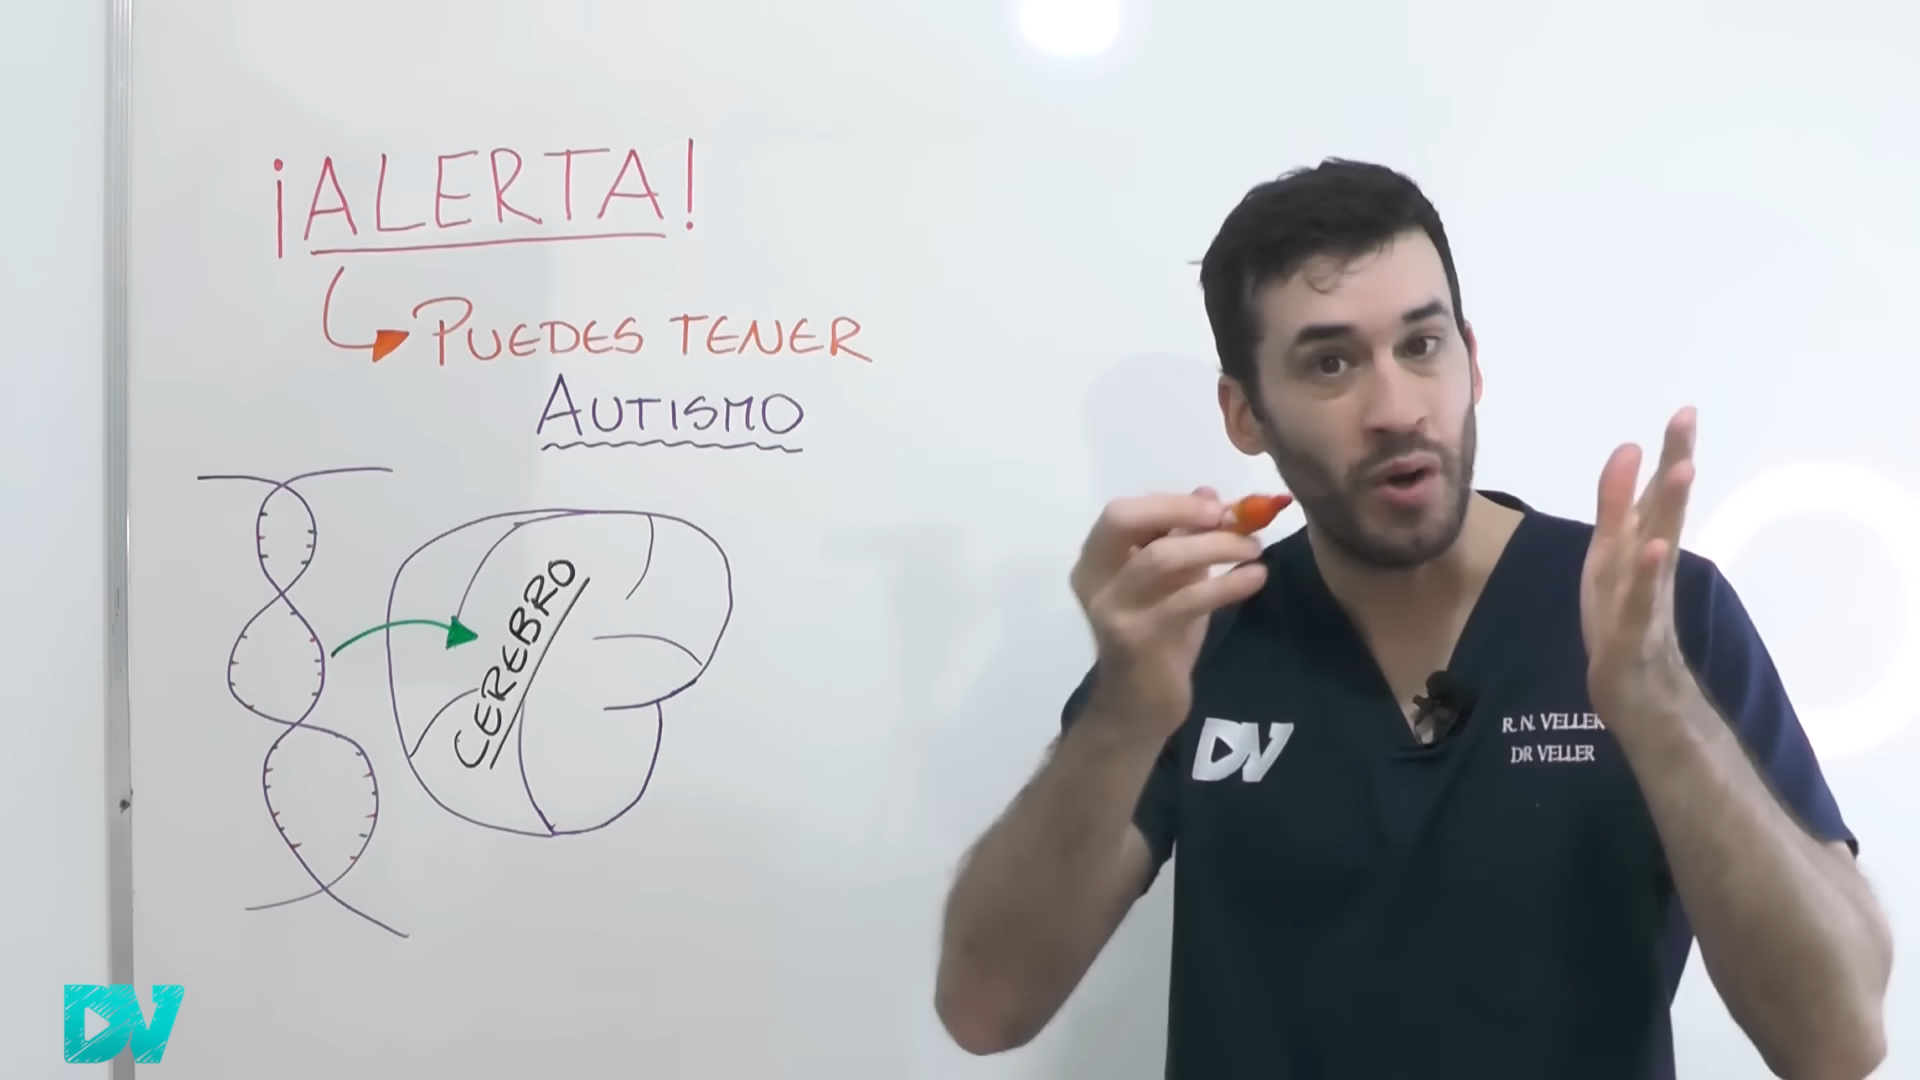 ¡ALERTA!
PUEDES TENER
AUTISMO
CEREBRO
DV
R. N. VELLER
DR VELLER
DV